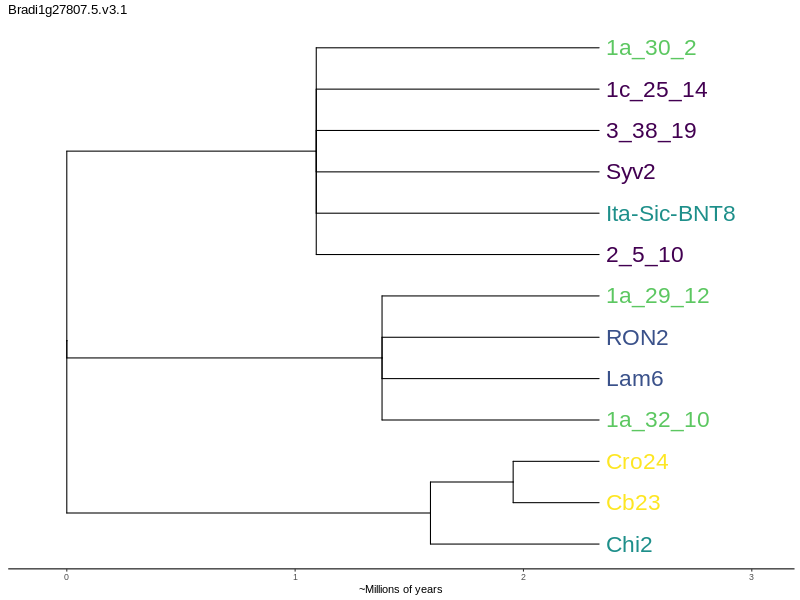 Bradi1g27807.5.v3.1
1a_30_2
1c_25_14
3_38_19
Syv2
Ita-Sic-BNT8
2_5_10
1a_29_12
RON2
Lam6
1a_32_10
Cro24
Cb23
Chi2
0 1 2 3
~Millions of years